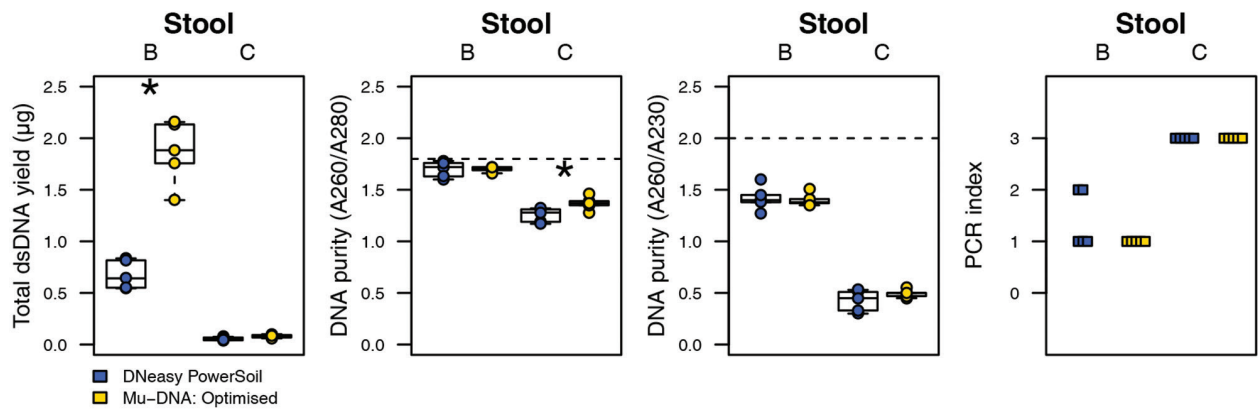 Stool
B C
Total dsDNA yield (μg)
2.5
2.0
1.5
1.0
0.5
0.0
*
Stool
B C
DNA purity (A260/A280)
2.5
2.0
1.5
1.0
0.5
0.0
*
Stool
B C
DNA purity (A260/A230)
2.5
2.0
1.5
1.0
0.5
0.0
Stool
B C
PCR index
3
2
1
0
DNeasy PowerSoil
Mu−DNA: Optimised